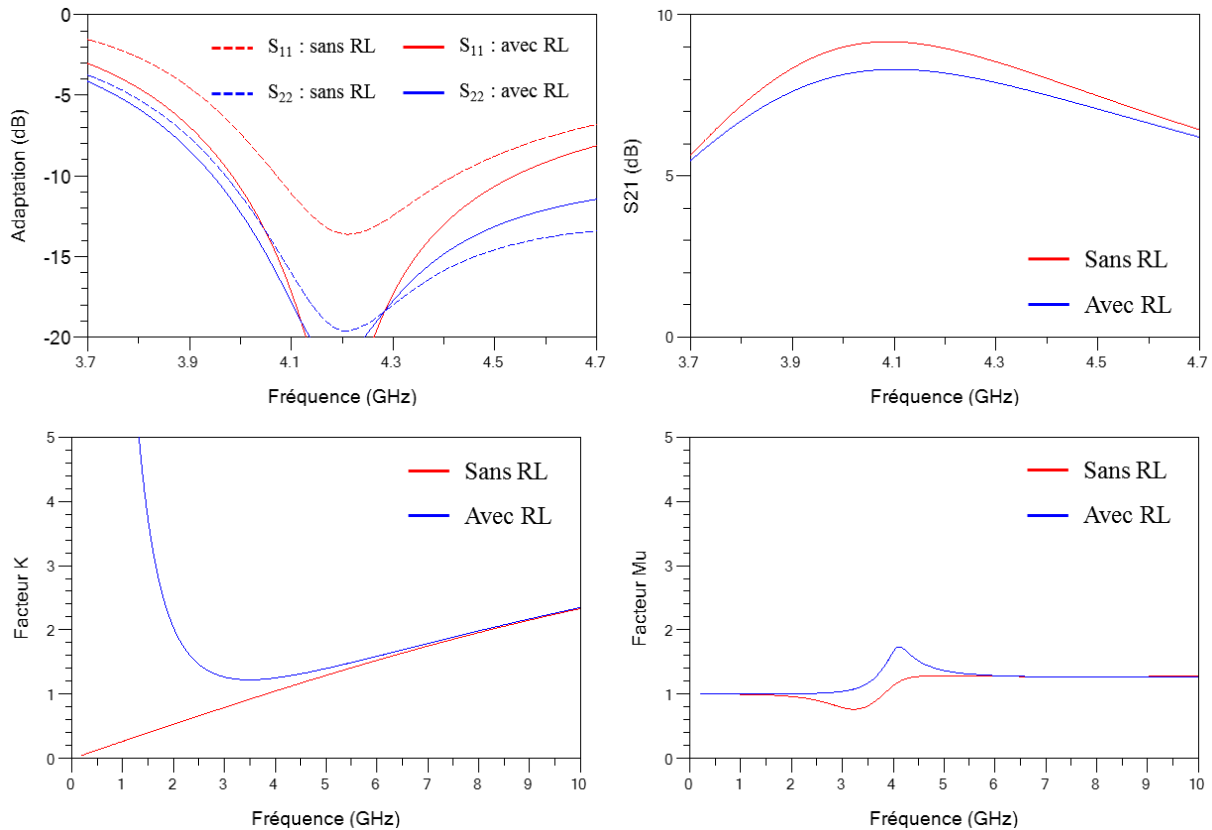 0
-5
-10
-15
-20
Adaptation (dB)
S11 : sans RL
S11 : avec RL
S22 : sans RL
S22 : avec RL
3.7 3.9 4.1 4.3 4.5 4.7
Fréquence (GHz)
10
5
0
S21 (dB)
Sans RL
Avec RL
3.7 3.9 4.1 4.3 4.5 4.7
Fréquence (GHz)
5
4
3
2
1
0
Facteur K
Sans RL
Avec RL
0 1 2 3 4 5 6 7 8 9 10
Fréquence (GHz)
5
4
3
2
1
0
Facteur Mu
Sans RL
Avec RL
0 1 2 3 4 5 6 7 8 9 10
Fréquence (GHz)